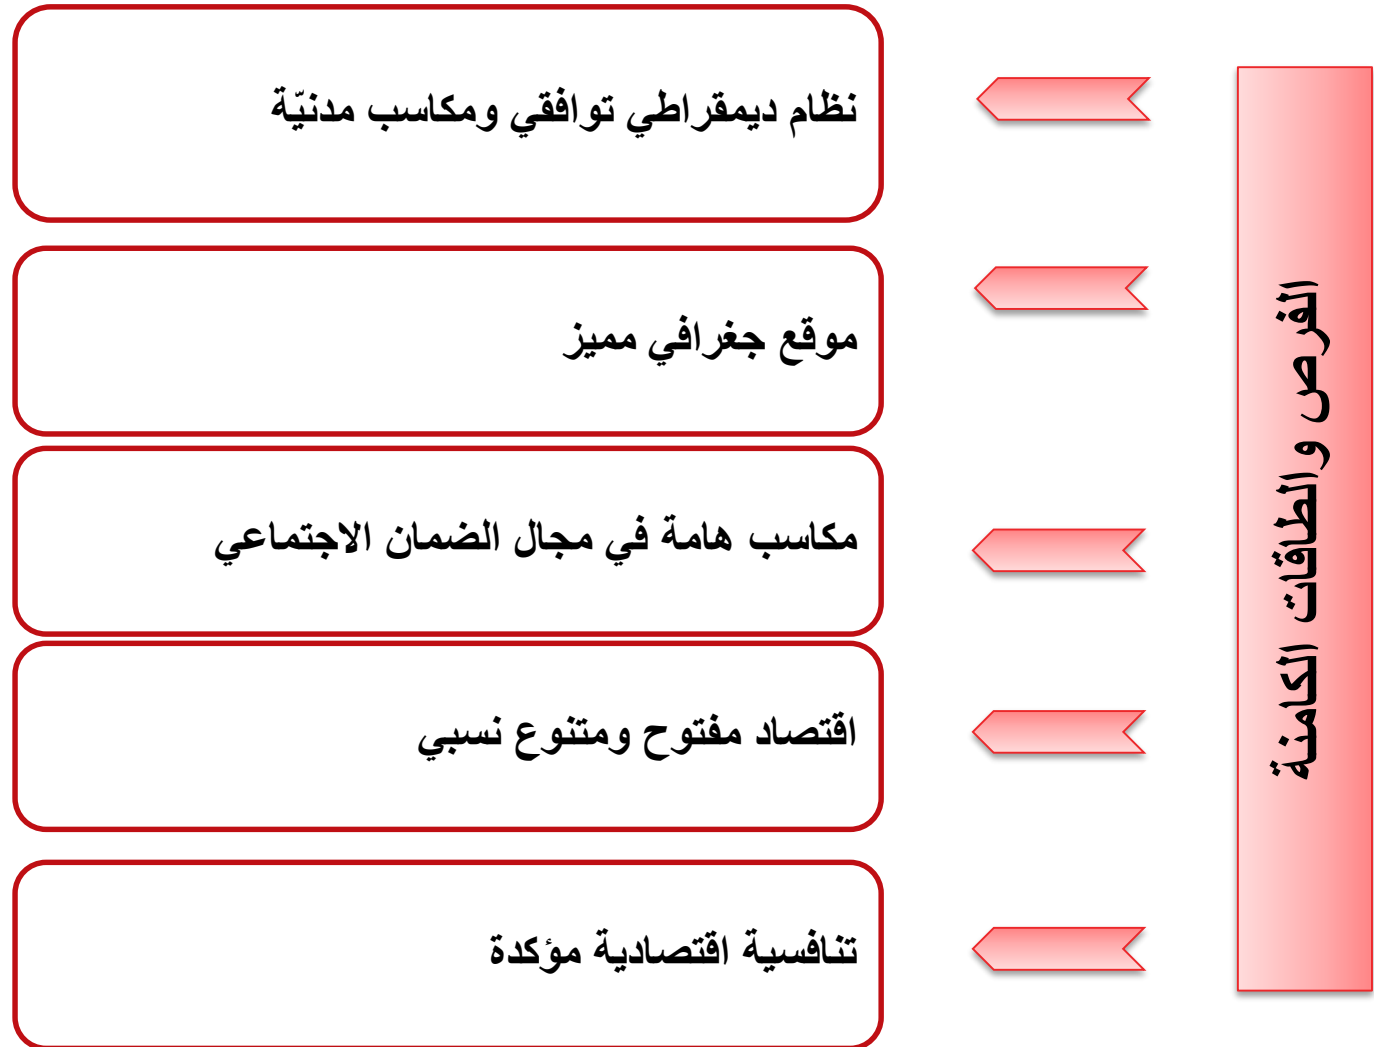 الفرص والطاقات الكامنة
نظام ديمقراطي توافقي ومكاسب مدنيّة
موقع جغرافي مميز
مكاسب هامة في مجال الضمان الاجتماعي
اقتصاد مفتوح ومتنوع نسبي
تنافسية اقتصادية مؤكدة